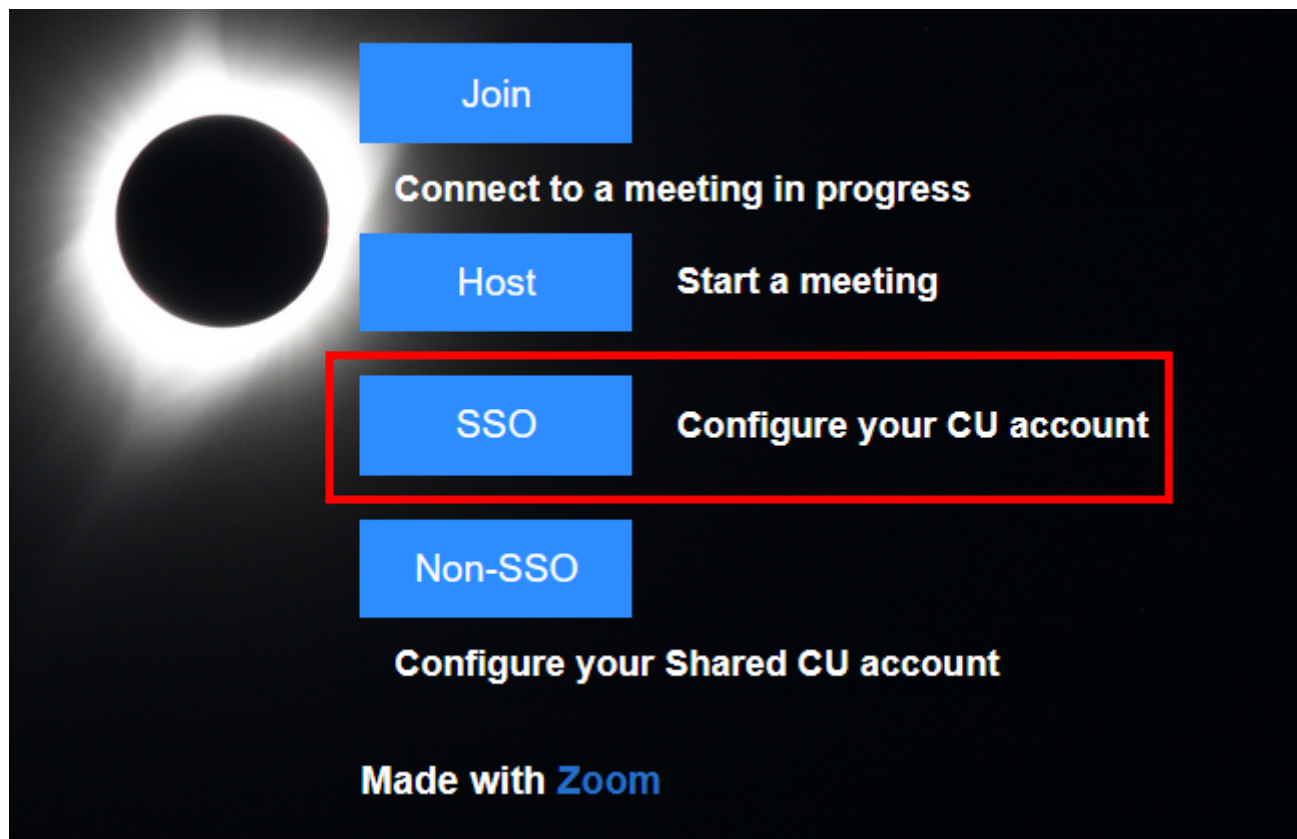 Join
Connect to a meeting in progress
Host Start a meeting
SSO Configure your CU account
Non-SSO
Configure your Shared CU account
Made with Zoom